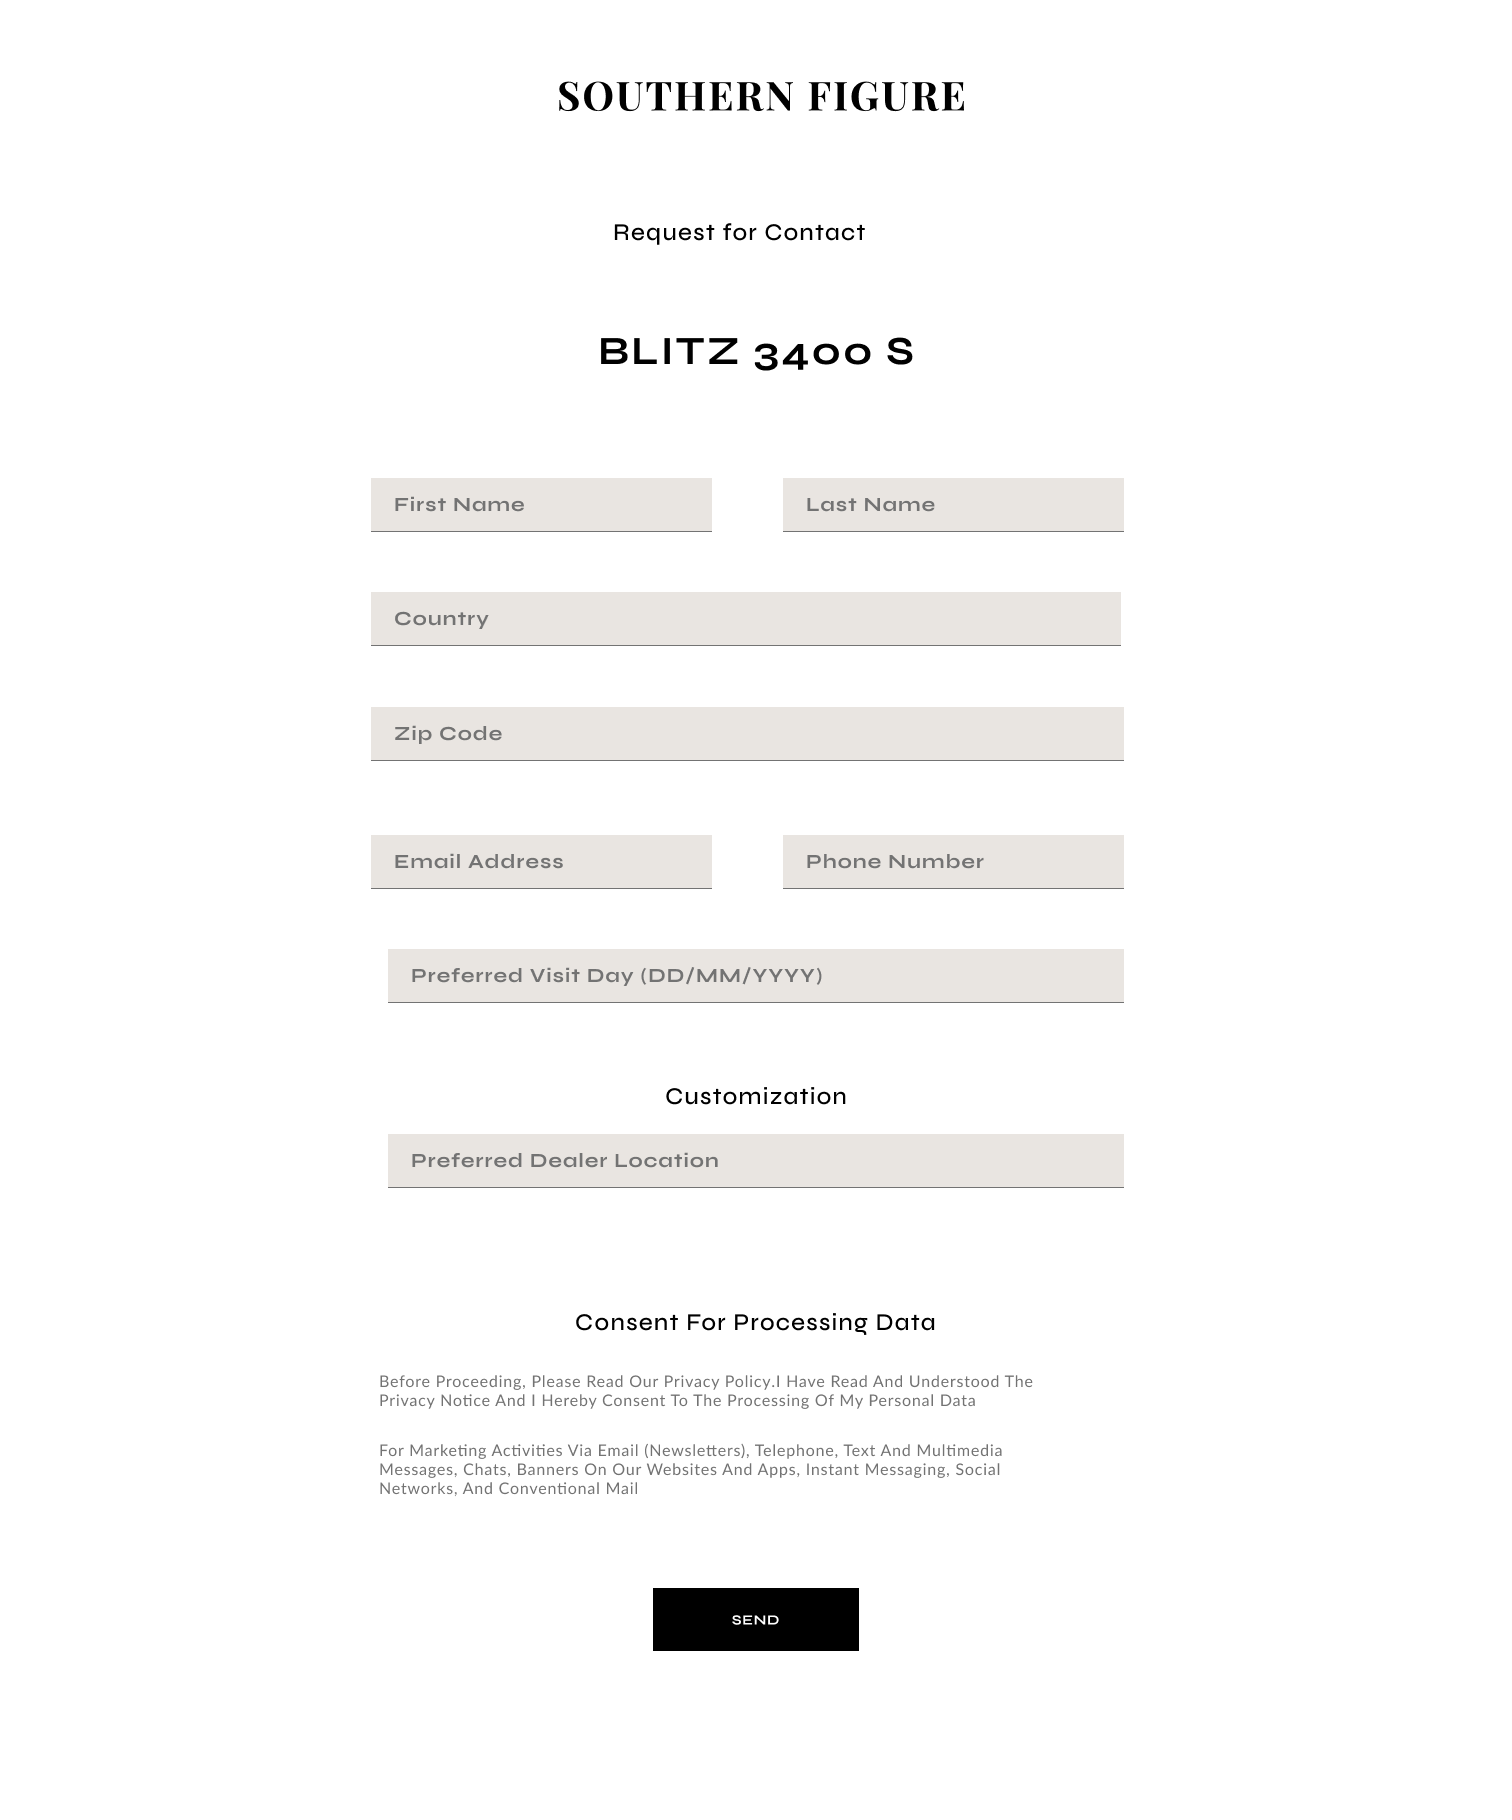 SOUTHERN FIGURE
Request for Contact
BLITZ 3400 S
First Name
Last Name
Country
Zip Code
Email Address
Phone Number
Preferred Visit Day (DD/MM/YYYY)
Customization
Preferred Dealer Location
Consent For Processing Data
Before Proceeding, Please Read Our Privacy Policy.I Have Read And Understood The
Privacy Notice And I Hereby Consent To The Processing Of My Personal Data
For Marketing Activities Via Email (Newsletters), Telephone, Text And Multimedia
Messages, Chats, Banners On Our Websites And Apps, Instant Messaging, Social
Networks, And Conventional Mail
SEND